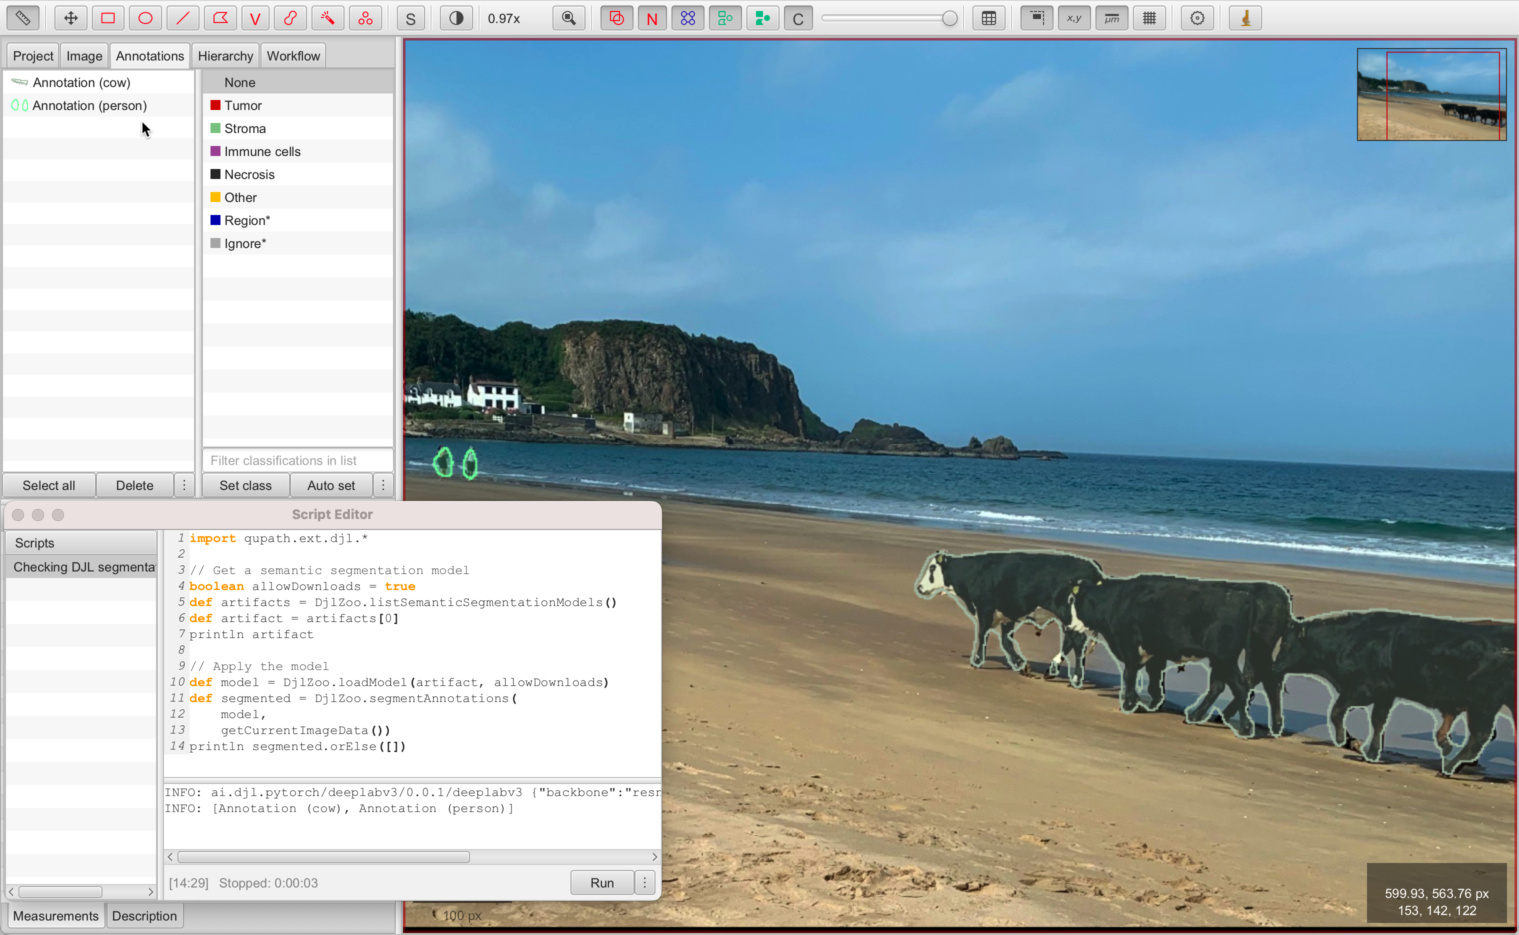 V
S
0.97x
N
C
x,y
μm
Project Image Annotations Hierarchy Workflow
Annotation (cow)
Annotation (person)
None
Tumor
Stroma
Immune cells
Necrosis
Other
Region*
Ignore*
Filter classifications in list
Select all Delete ⋮ Set class Auto set ⋮
Script Editor
Scripts
Checking DJL segmenta
1 import qupath.ext.djl.*
2
3 // Get a semantic segmentation model
4 boolean allowDownloads = true
5 def artifacts = DjlZoo.listSemanticSegmentationModels()
6 def artifact = artifacts[0]
7 println artifact
8
9 // Apply the model
10 def model = DjlZoo.loadModel(artifact, allowDownloads)
11 def segmented = DjlZoo.segmentAnnotations(
12 model,
13 getCurrentImageData())
14 println segmented.orElse([])
INFO: ai.djl.pytorch/deeplabv3/0.0.1/deeplabv3 {"backbone":"resn
INFO: [Annotation (cow), Annotation (person)]
[14:29] Stopped: 0:00:03
Run ⋮
Measurements Description
100 px
599.93, 563.76 px
153, 142, 122